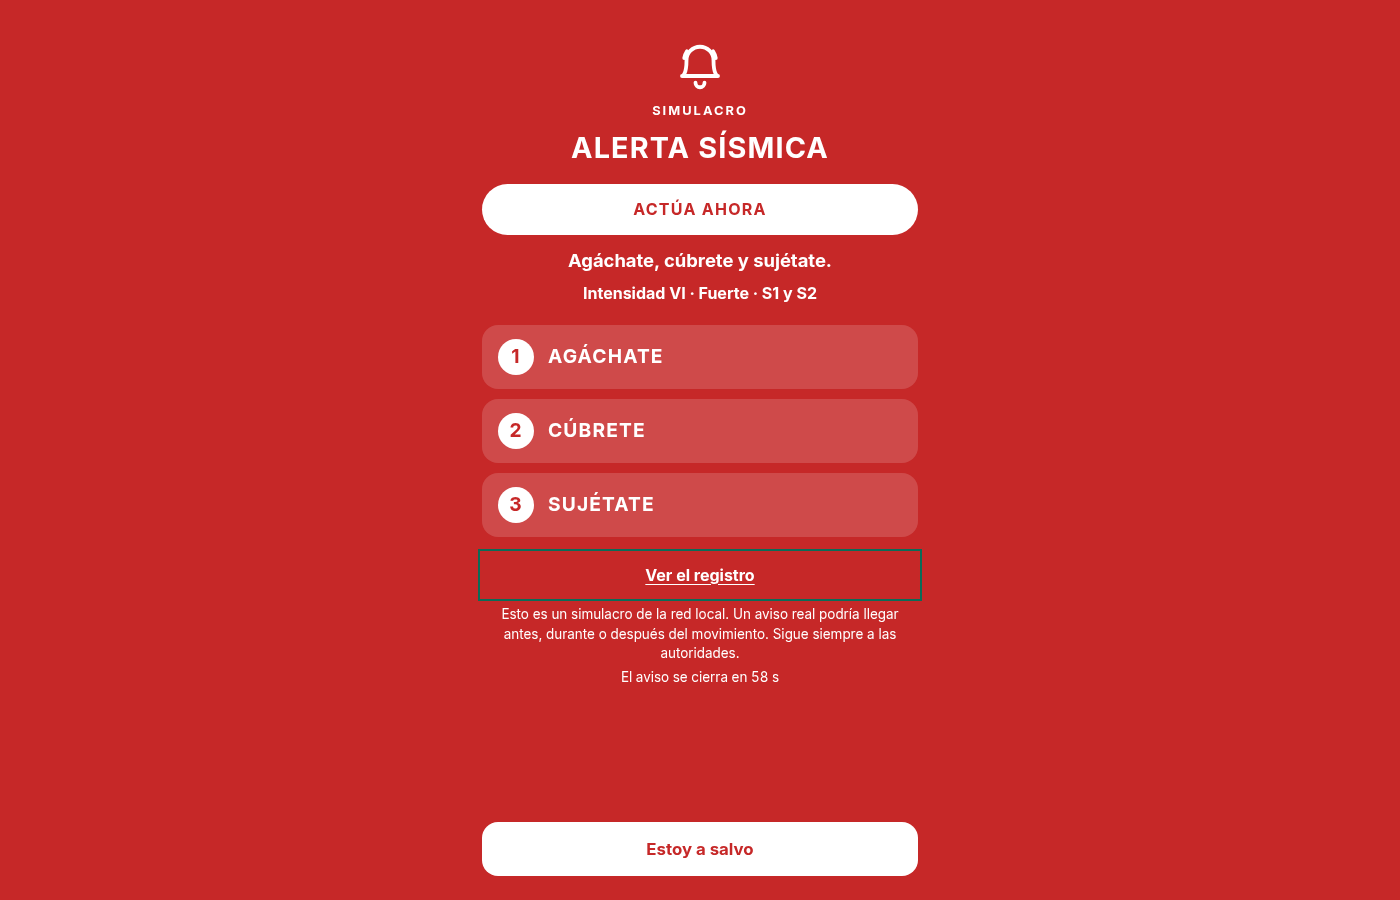 SIMULACRO
ALERTA SÍSMICA
ACTÚA AHORA
Agáchate, cúbrete y sujétate.
Intensidad VI · Fuerte · S1 y S2
1 AGÁCHATE
2 CÚBRETE
3 SUJÉTATE
Ver el registro
Esto es un simulacro de la red local. Un aviso real podría llegar
antes, durante o después del movimiento. Sigue siempre a las
autoridades.
El aviso se cierra en 58 s
Estoy a salvo